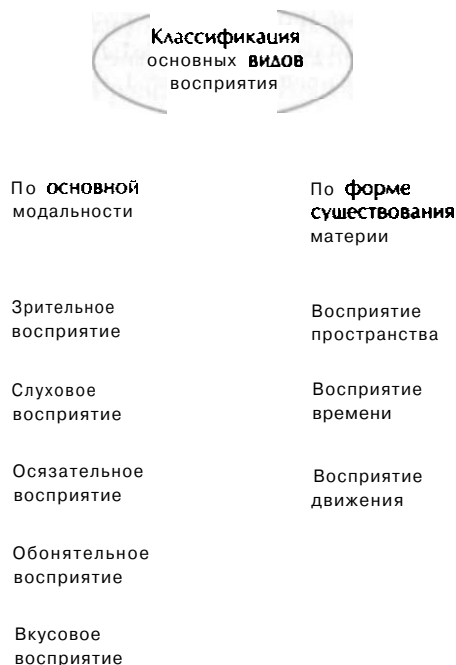 Классификация
основных видов
восприятия
По основной
модальности
Зрительное
восприятие
Слуховое
восприятие
Осязательное
восприятие
Обонятельное
восприятие
Вкусовое
восприятие
По форме
существования
материи
Восприятие
пространства
Восприятие
времени
Восприятие
движения